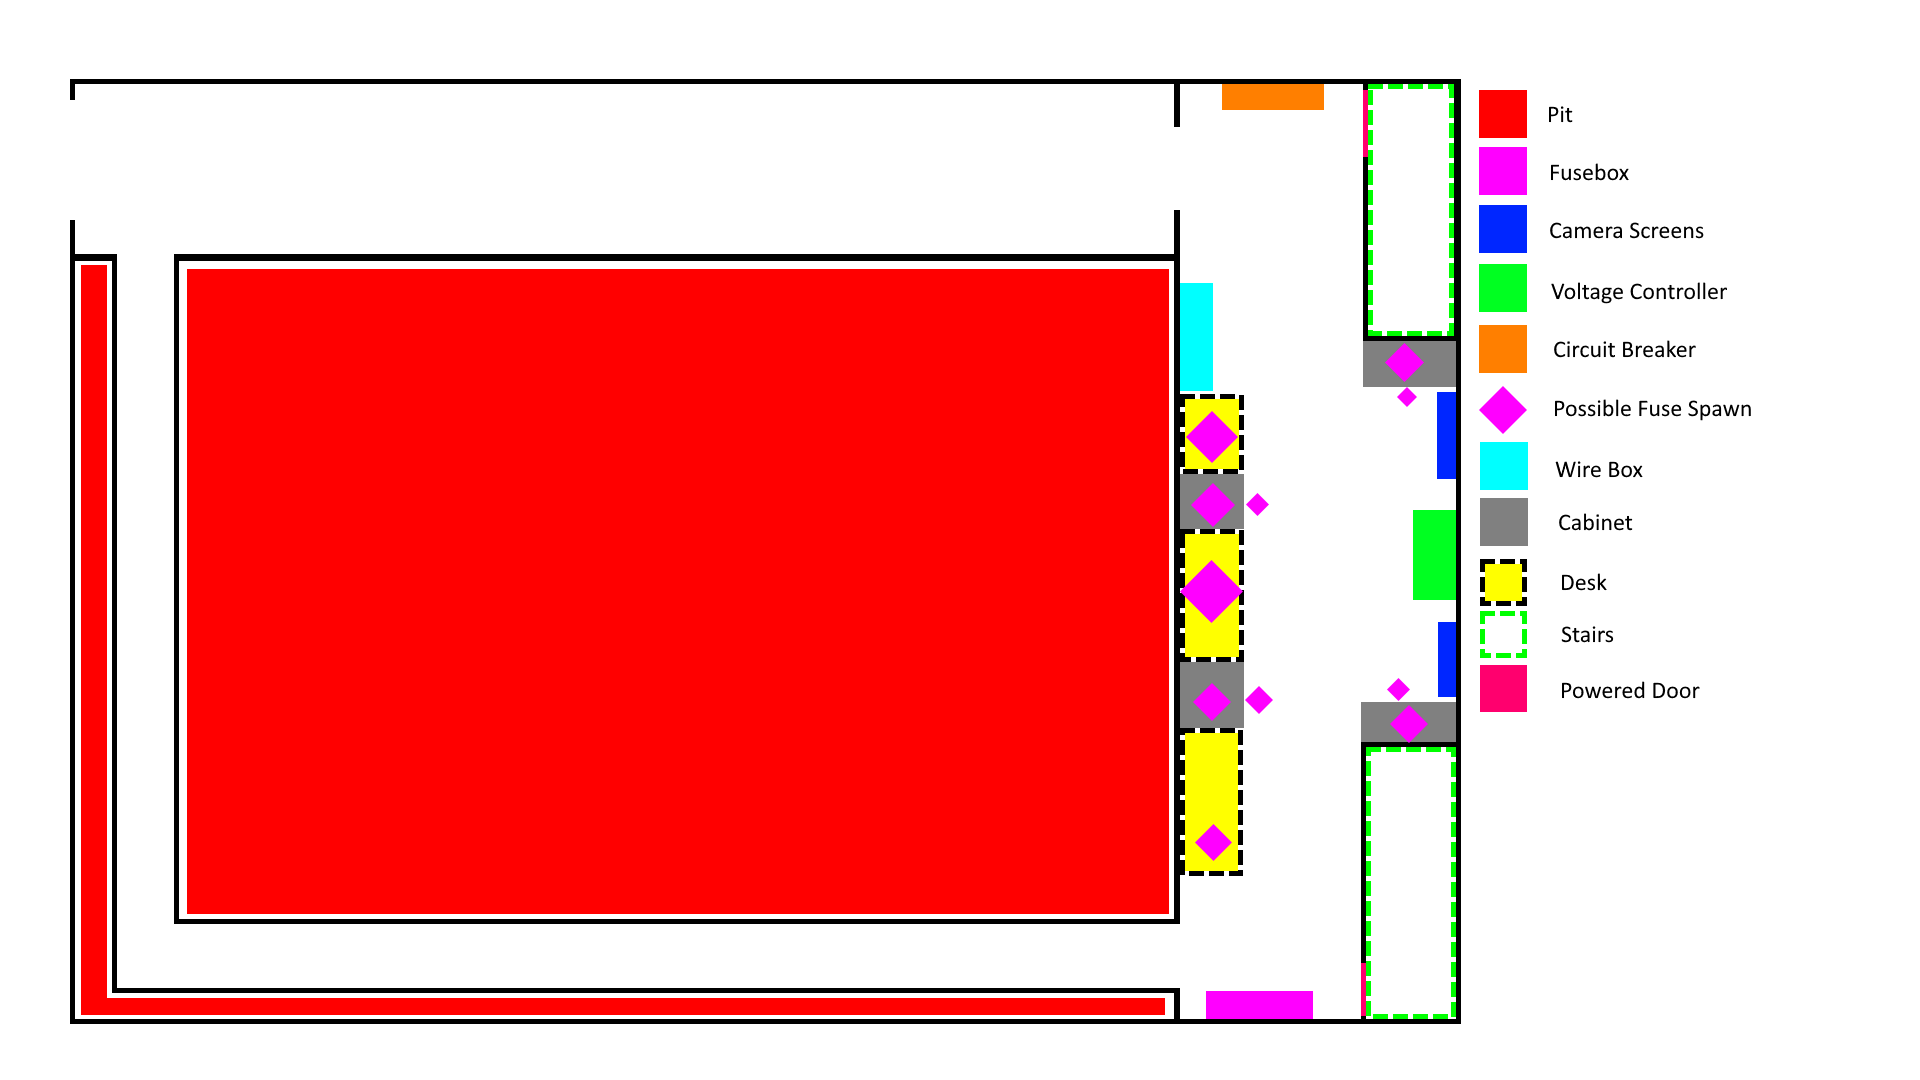 Pit
Fusebox
Camera Screens
Voltage Controller
Circuit Breaker
Possible Fuse Spawn
Wire Box
Cabinet
Desk
Stairs
Powered Door